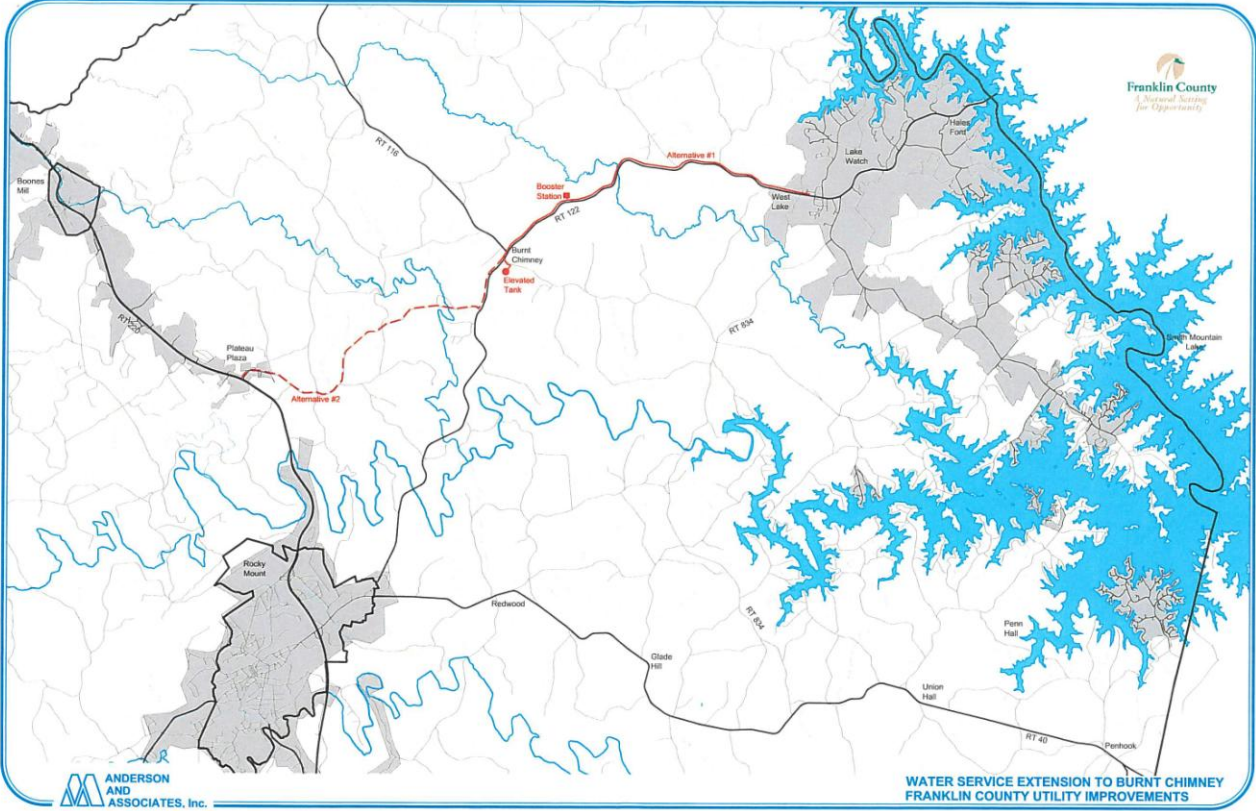 Franklin County
A Natural Setting
for Opportunity
Hales
Ford
Lake
Watch
RT 116
Alternative #1
Boones
Mill
Booster
Station
West
Lake
RT 122
Burnt
Chimney
Elevated
Tank
RT 834
Plateau
Plaza
Mountain
Lake
Alternative #2
Rocky
Mount
Redwood
RT 834
Penn
Hall
Glade
Hill
Union
Hall
RT 40
Penhook
ANDERSON
AND
ASSOCIATES, Inc.
WATER SERVICE EXTENSION TO BURNT CHIMNEY
FRANKLIN COUNTY UTILITY IMPROVEMENTS